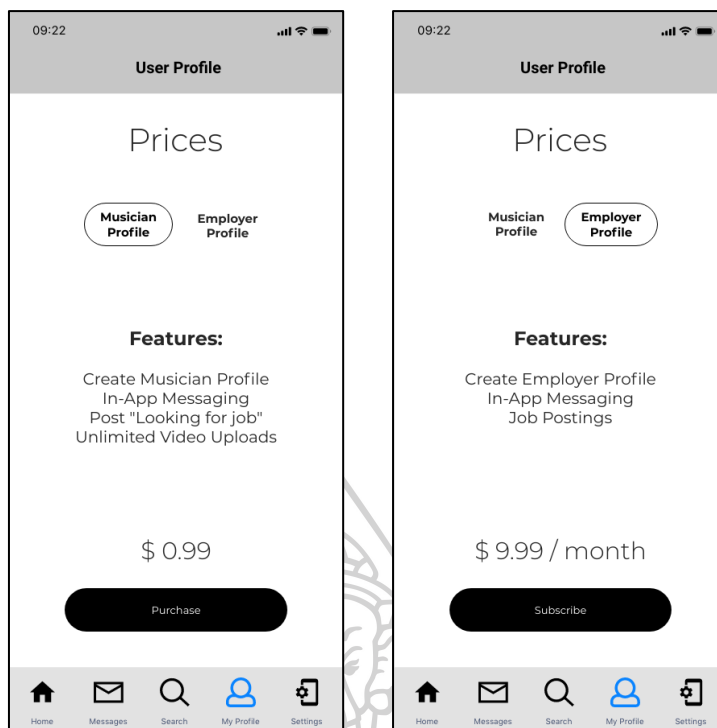 09:22
User Profile
Prices
Musician
Profile
Employer
Profile
Features:
Create Musician Profile
In-App Messaging
Post "Looking for job"
Unlimited Video Uploads
$ 0.99
Purchase
Home Messages Search My Profile Settings
09:22
User Profile
Prices
Musician
Profile
Employer
Profile
Features:
Create Employer Profile
In-App Messaging
Job Postings
$ 9.99 / month
Subscribe
Home Messages Search My Profile Settings